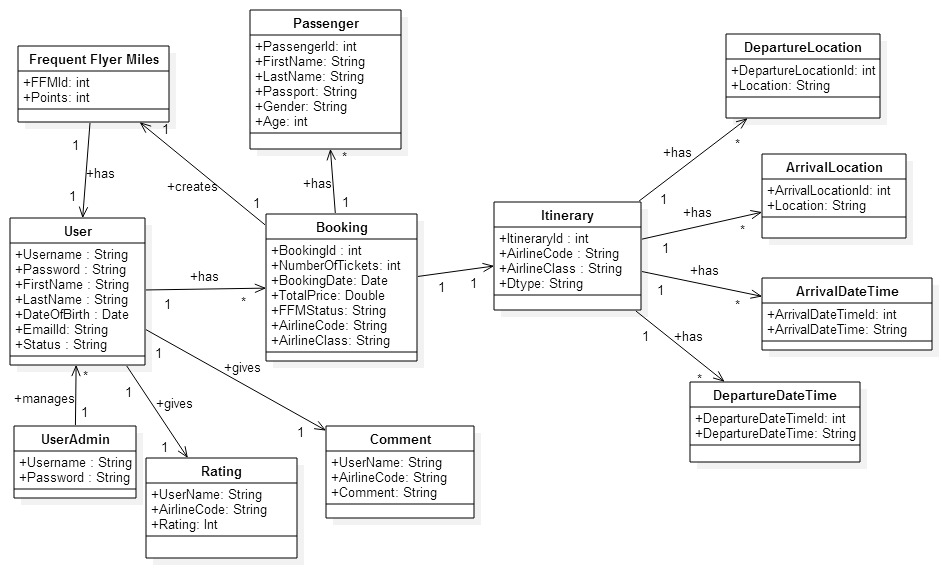 Passenger
+PassengerId: int
+FirstName: String
+LastName: String
+Passport: String
+Gender: String
+Age: int
Frequent Flyer Miles
+FFMId: int
+Points: int
DepartureLocation
+DepartureLocationId: int
+Location: String
1
1
+has
1
+creates
1
*
+has
1
+has
1
*
ArrivalLocation
+ArrivalLocationId: int
+Location: String
+has
1
*
User
+Username : String
+Password : String
+FirstName : String
+LastName : String
+DateOfBirth : Date
+EmailId: String
+Status : String
+has
1
*
Booking
+BookingId : int
+NumberOfTickets: int
+BookingDate: Date
+TotalPrice: Double
+FFMStatus: String
+AirlineCode: String
+AirlineClass: String
1
1
Itinerary
+ItineraryId : int
+AirlineCode : String
+AirlineClass : String
+Dtype: String
+has
1
*
ArrivalDateTime
+ArrivalDateTimeId: int
+ArrivalDateTime: String
+has
1
*
DepartureDateTime
+DepartureDateTimeId: int
+DepartureDateTime: String
*
+manages
1
1
+gives
1
1
+gives
1
UserAdmin
+Username : String
+Password : String
Rating
+UserName: String
+AirlineCode: String
+Rating: Int
Comment
+UserName: String
+AirlineCode: String
+Comment: String